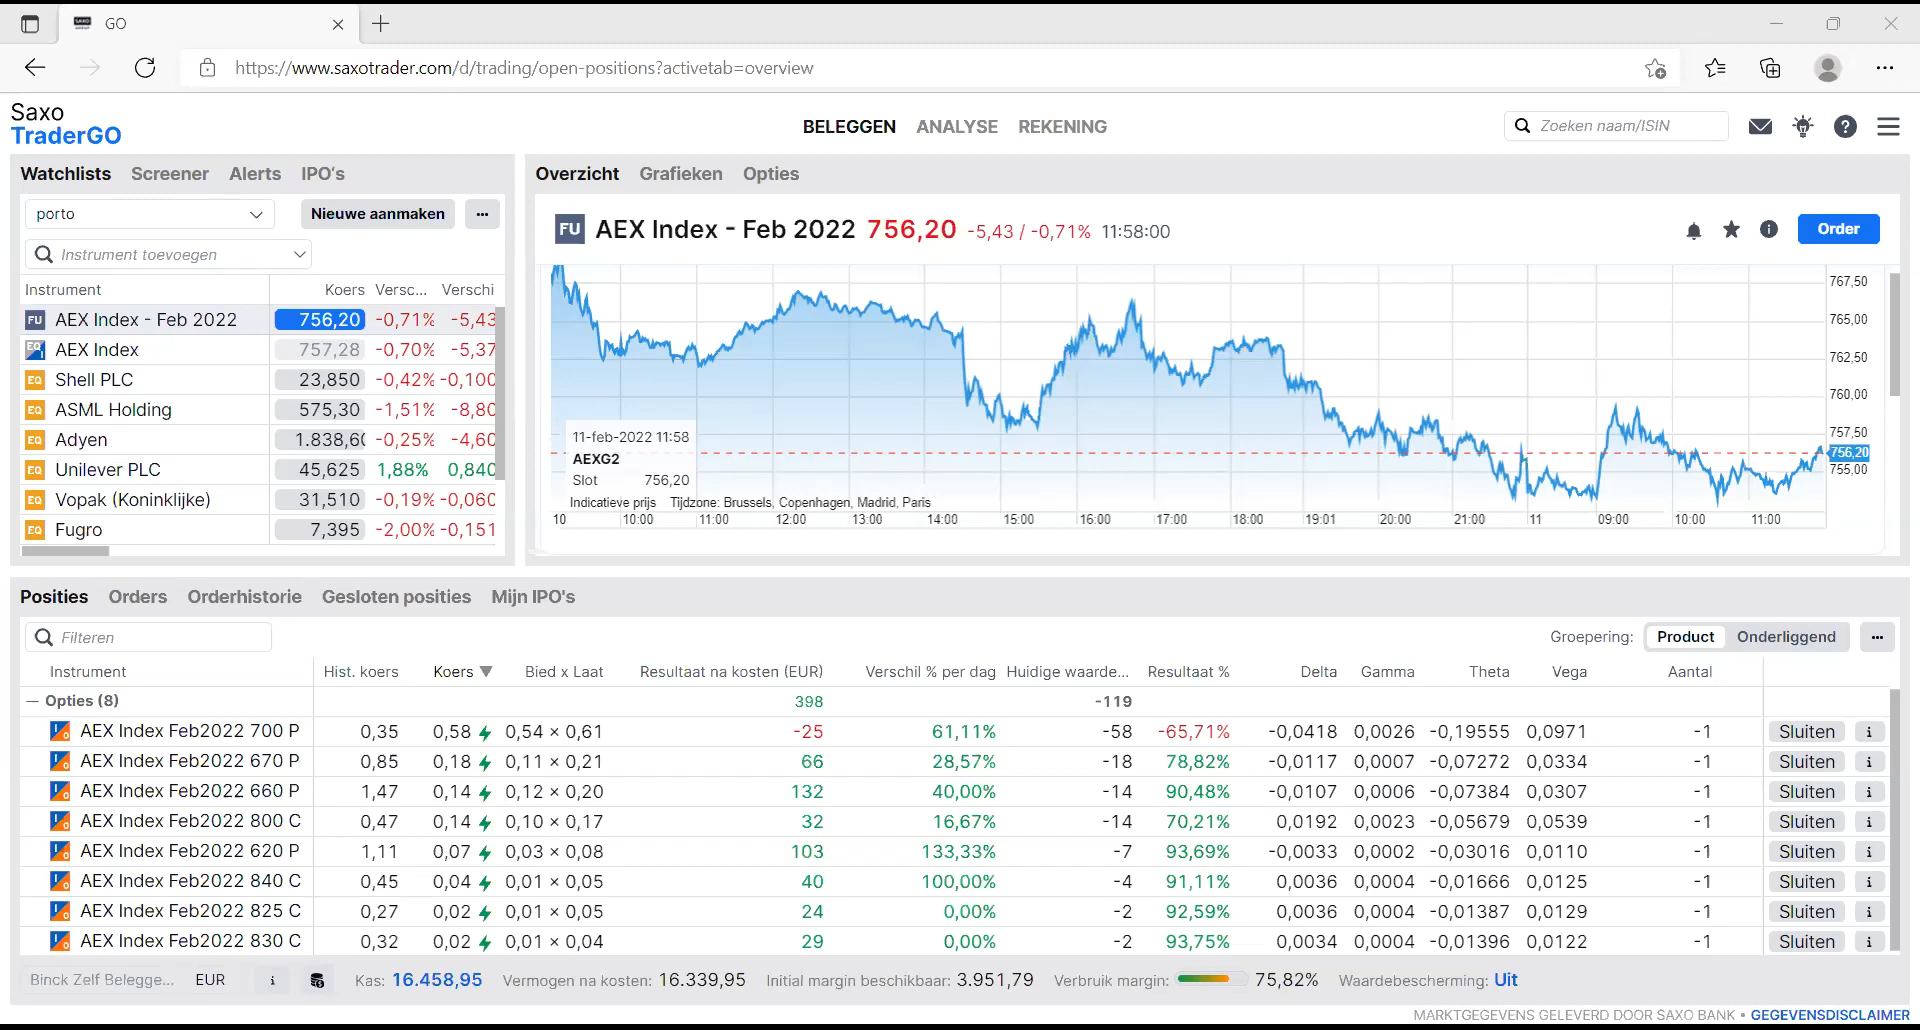 GO
https://www.saxotrader.com/d/trading/open-positions?activetab=overview
Saxo
TraderGO
BELEGGEN ANALYSE REKENING
Zoeken naam/ISIN
Watchlists Screener Alerts IPO's
porto
Nieuwe aanmaken
Instrument toevoegen
Instrument Koers Versc... Verschi
FU AEX Index - Feb 2022 756,20 -0,71% -5,43
AEX Index 757,28 -0,70% -5,37
EQ Shell PLC 23,850 -0,42% -0,100
EQ ASML Holding 575,30 -1,51% -8,80
EQ Adyen 1.838,60 -0,25% -4,60
EQ Unilever PLC 45,625 1,88% 0,840
EQ Vopak (Koninklijke) 31,510 -0,19% -0,060
EQ Fugro 7,395 -2,00% -0,151
Overzicht Grafieken Opties
FU AEX Index - Feb 2022 756,20 -5,43 / -0,71% 11:58:00
Order
767,50
765,00
762,50
760,00
757,50
756,20
755,00
11-feb-2022 11:58
AEXG2
Slot 756,20
Indicatieve prijs Tijdzone: Brussels, Copenhagen, Madrid, Paris
10 10:00 11:00 12:00 13:00 14:00 15:00 16:00 17:00 18:00 19:01 20:00 21:00 11 09:00 10:00 11:00
Posities Orders Orderhistorie Gesloten posities Mijn IPO's
Filteren
Groepering: Product Onderliggend
Instrument Hist. koers Koers Bied x Laat Resultaat na kosten (EUR) Verschil % per dag Huidige waarde... Resultaat % Delta Gamma Theta Vega Aantal
Opties (8) 398 -119
AEX Index Feb2022 700 P 0,35 0,58 0,54 × 0,61 -25 61,11% -58 -65,71% -0,0418 0,0026 -0,19555 0,0971 -1 Sluiten i
AEX Index Feb2022 670 P 0,85 0,18 0,11 × 0,21 66 28,57% -18 78,82% -0,0117 0,0007 -0,07272 0,0334 -1 Sluiten i
AEX Index Feb2022 660 P 1,47 0,14 0,12 × 0,20 132 40,00% -14 90,48% -0,0107 0,0006 -0,07384 0,0307 -1 Sluiten i
AEX Index Feb2022 800 C 0,47 0,14 0,10 × 0,17 32 16,67% -14 70,21% 0,0192 0,0023 -0,05679 0,0539 -1 Sluiten i
AEX Index Feb2022 620 P 1,11 0,07 0,03 × 0,08 103 133,33% -7 93,69% -0,0033 0,0002 -0,03016 0,0110 -1 Sluiten i
AEX Index Feb2022 840 C 0,45 0,04 0,01 × 0,05 40 100,00% -4 91,11% 0,0036 0,0004 -0,01666 0,0125 -1 Sluiten i
AEX Index Feb2022 825 C 0,27 0,02 0,01 × 0,05 24 0,00% -2 92,59% 0,0036 0,0004 -0,01387 0,0129 -1 Sluiten i
AEX Index Feb2022 830 C 0,32 0,02 0,01 × 0,04 29 0,00% -2 93,75% 0,0034 0,0004 -0,01396 0,0122 -1 Sluiten i
Binck Zelf Belegge... EUR i Kas: 16.458,95 Vermogen na kosten: 16.339,95 Initial margin beschikbaar: 3.951,79 Verbruik margin: 75,82% Waardebescherming: Uit
MARKTGEGEVENS GELEVERD DOOR SAXO BANK • GEGEVENSDISCLAIMER